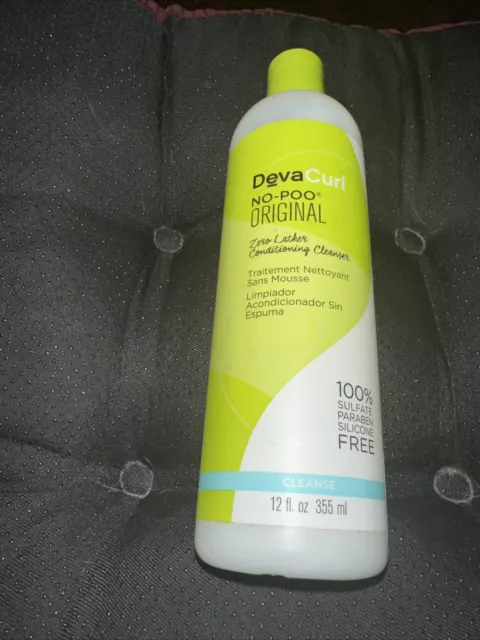 DevaCurl
NO-POO®
ORIGINAL
Zero Lather
Conditioning Cleanser
Traitement Nettoyant
Sans Mousse
Limpiador
Acondicionador Sin
Espuma
100%
SULFATE
PARABEN
SILICONE
FREE
CLEANSE
12 fl. oz 355 ml